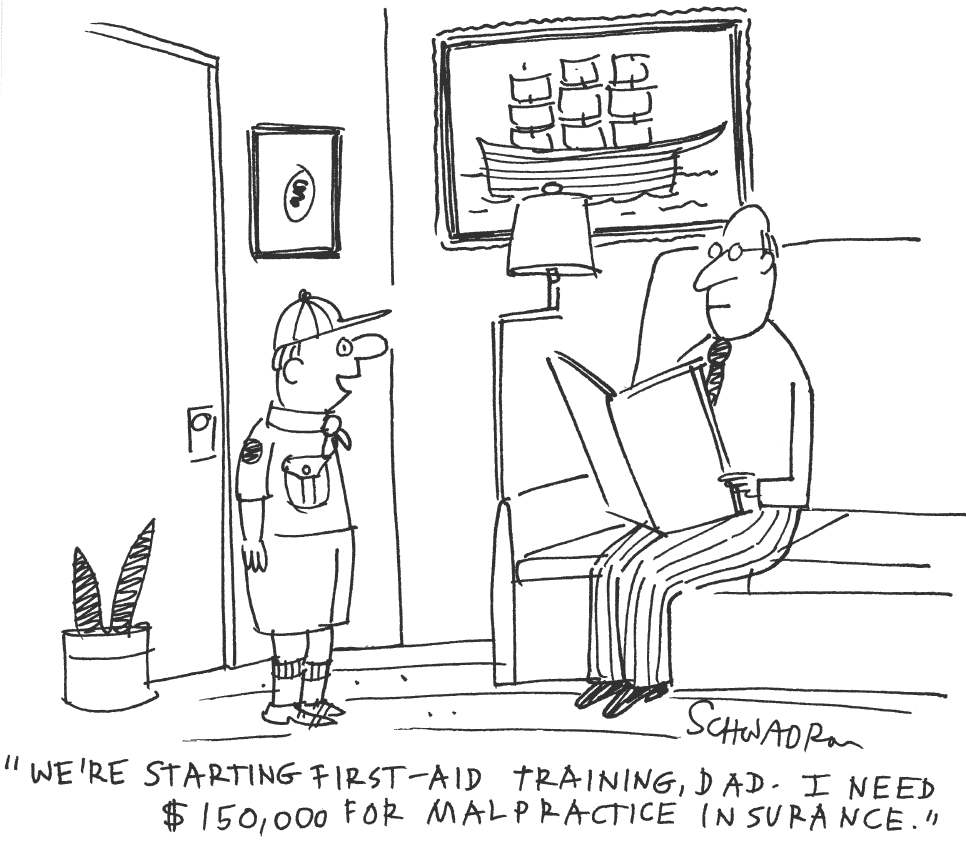 SCHWADRON
"WE'RE STARTING FIRST-AID TRAINING, DAD. I NEED
$150,000 FOR MALPRACTICE INSURANCE."